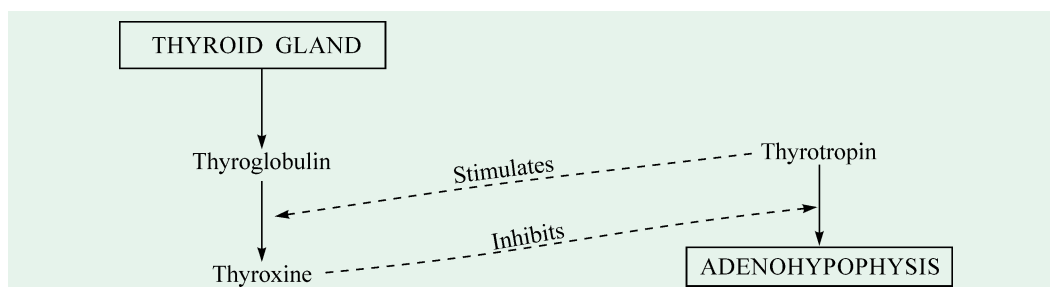 THYROID GLAND
Thyroglobulin
Stimulates
Thyrotropin
Inhibits
Thyroxine
ADENOHYPOPHYSIS